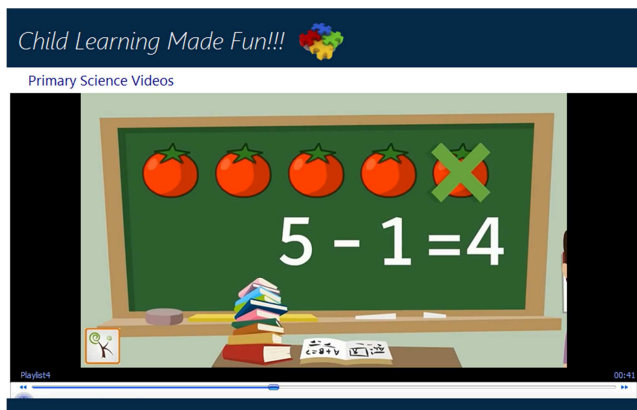 Child Learning Made Fun!!!
Primary Science Videos
5 - 1 = 4
Playlist4
00:41